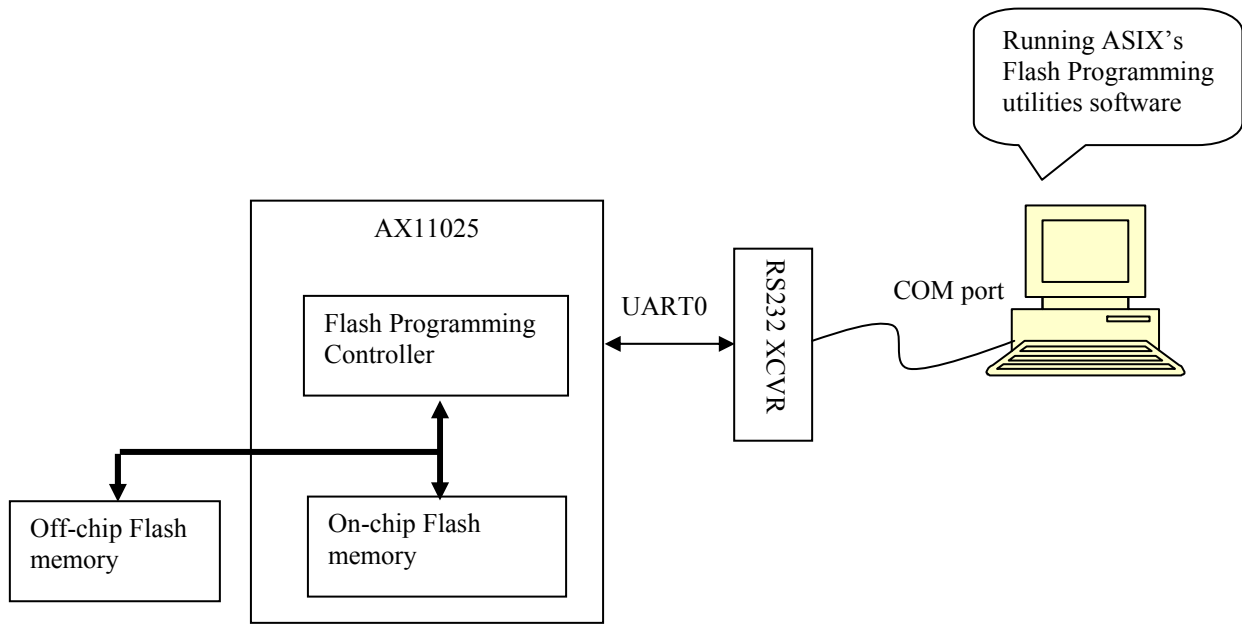 Running ASIX’s
Flash Programming
utilities software
AX11025
Flash Programming
Controller
UART0
RS232 XCVR
COM port
Off-chip Flash
memory
On-chip Flash
memory